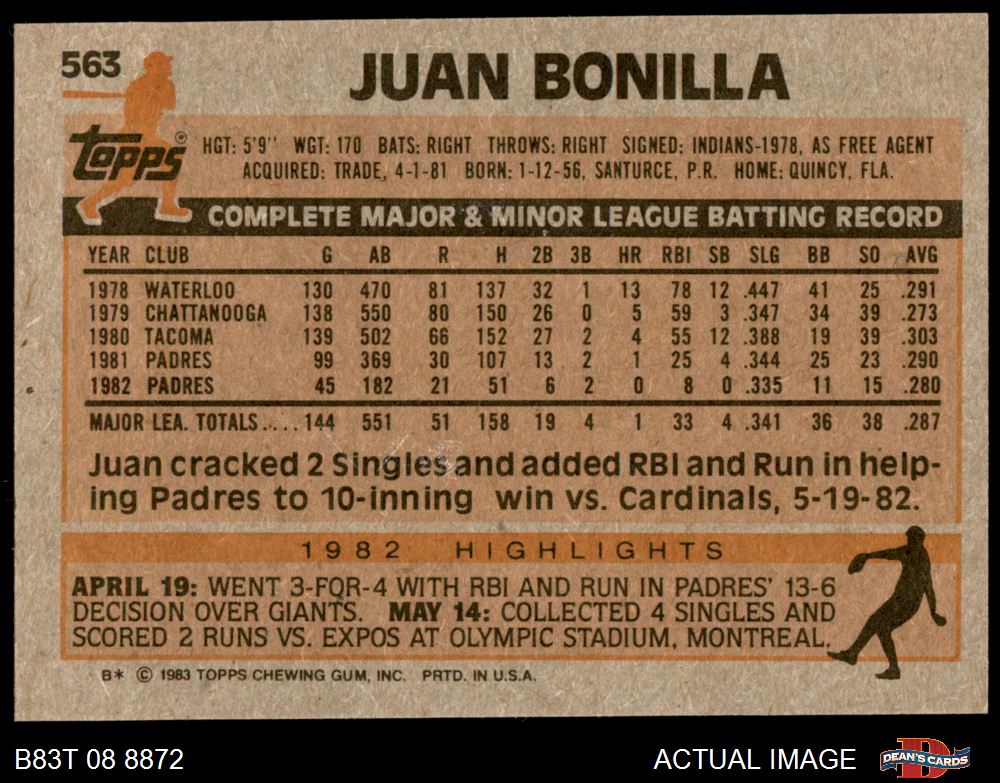 563 JUAN BONILLA
Topps®
HGT: 5'9" WGT: 170 BATS: RIGHT THROWS: RIGHT SIGNED: INDIANS-1978, AS FREE AGENT
ACQUIRED: TRADE, 4-1-81 BORN: 1-12-56, SANTURCE, P.R. HOME: QUINCY, FLA.
COMPLETE MAJOR & MINOR LEAGUE BATTING RECORD
YEAR CLUB G AB R H 2B 3B HR RBI SB SLG BB SO AVG
1978 WATERLOO 130 470 81 137 32 1 13 78 12 .447 41 25 .291
1979 CHATTANOOGA 138 550 80 150 26 0 5 59 3 .347 34 39 .273
1980 TACOMA 139 502 66 152 27 2 4 55 12 .388 19 39 .303
1981 PADRES 99 369 30 107 13 2 1 25 4 .344 25 23 .290
1982 PADRES 45 182 21 51 6 2 0 8 0 .335 11 15 .280
MAJOR LEA. TOTALS.... 144 551 51 158 19 4 1 33 4 .341 36 38 .287
Juan cracked 2 Singles and added RBI and Run in help-
ing Padres to 10-inning win vs. Cardinals, 5-19-82.
1982 HIGHLIGHTS
APRIL 19: WENT 3-FOR-4 WITH RBI AND RUN IN PADRES' 13-6
DECISION OVER GIANTS. MAY 14: COLLECTED 4 SINGLES AND
SCORED 2 RUNS VS. EXPOS AT OLYMPIC STADIUM, MONTREAL.
B* © 1983 TOPPS CHEWING GUM, INC. PRTD. IN U.S.A.
B83T 08 8872 ACTUAL IMAGE DEAN'S CARDS